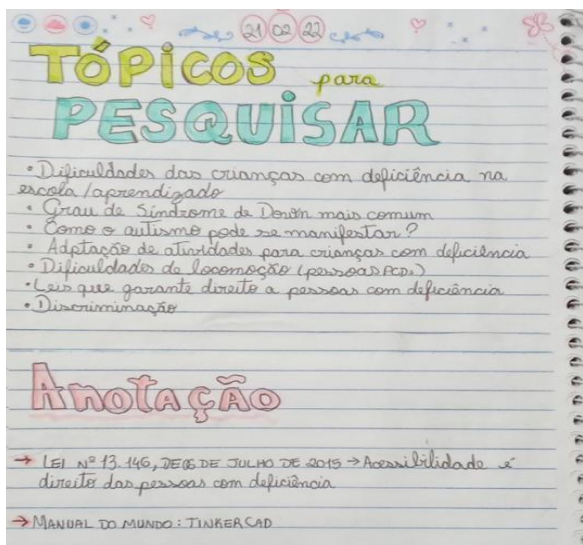 21 02 22
TÓPICOS para
PESQUISAR
• Dificuldades das crianças com deficiência na
escola/aprendizado
• Grau de Síndrome de Down mais comum
• Como o autismo pode se manifestar?
• Adptação de atividades para crianças com deficiência
• Dificuldades de locomoção (pessoas PCD.)
• Leis que garante direito a pessoas com deficiência
• Discriminação
Anotação
→ LEI Nº 13.146, DE 06 DE JULHO DE 2015 → Acessibilidade é
direito das pessoas com deficiência
→ MANUAL DO MUNDO: TINKERCAD